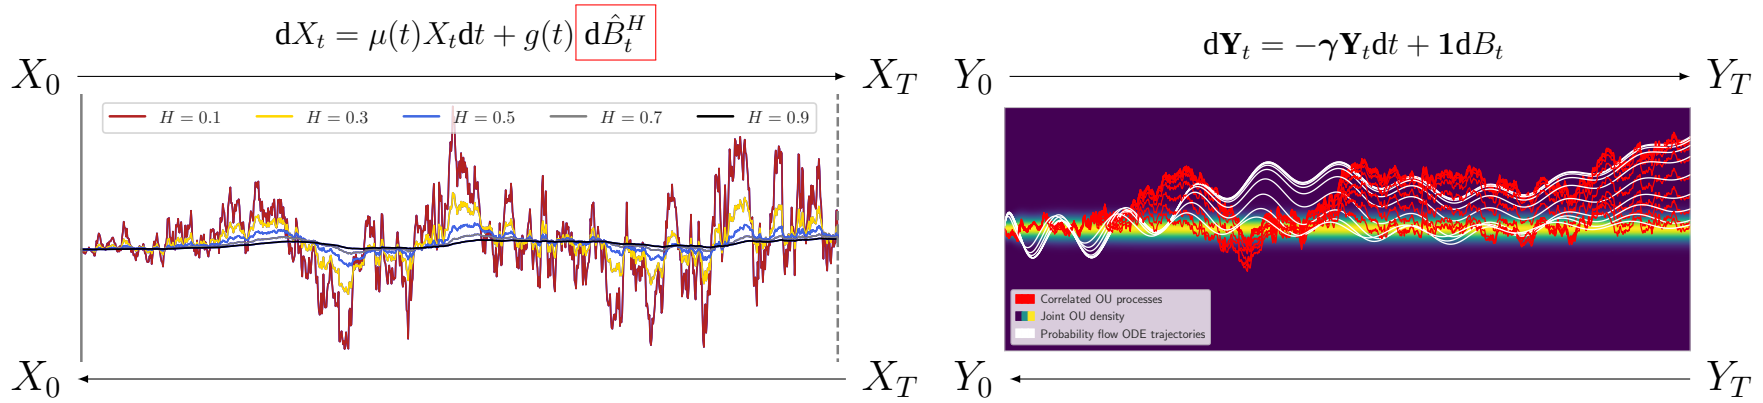 dX_t = μ(t)X_t dt + g(t) dB̂_t^H
X_0 X_T
H = 0.1 H = 0.3 H = 0.5 H = 0.7 H = 0.9
X_0 X_T
dY_t = −γY_t dt + 1dB_t
Y_0 Y_T
Correlated OU processes
Joint OU density
Probability flow ODE trajectories
Y_0 Y_T